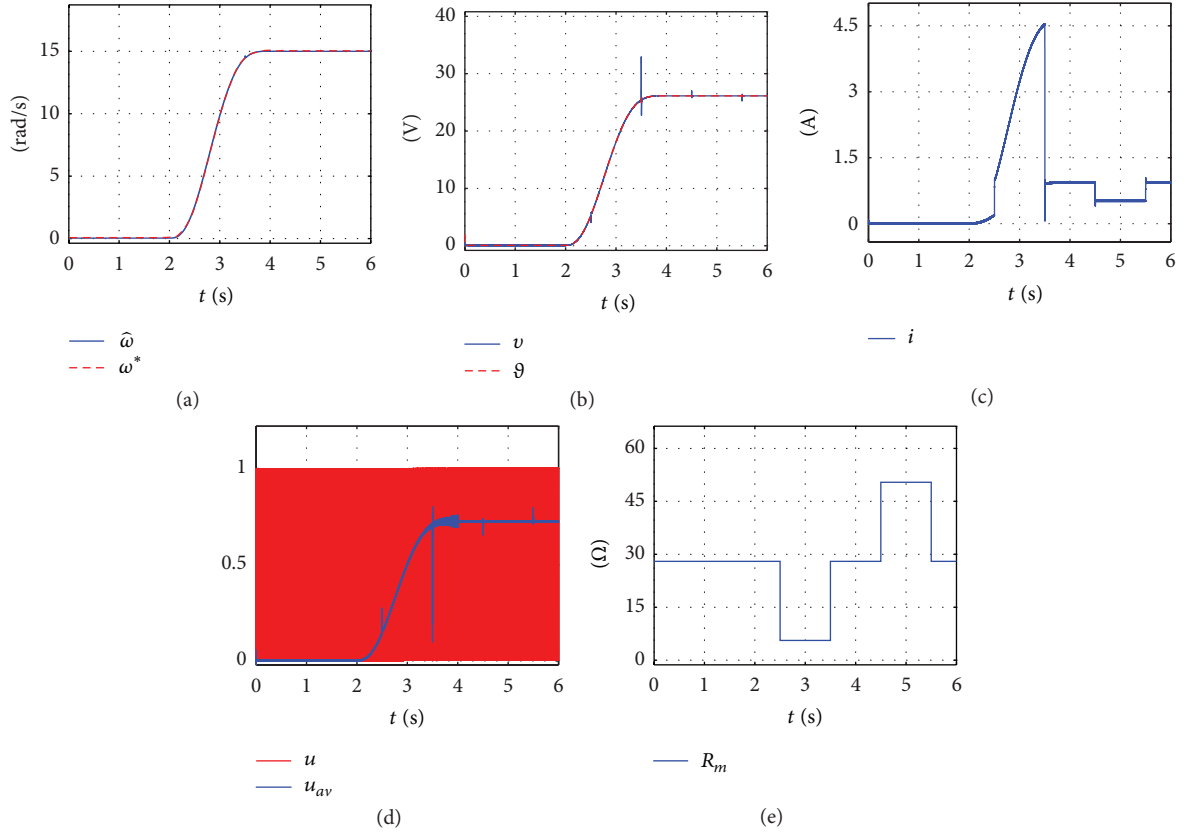 15
10
5
0
(rad/s)
0 1 2 3 4 5 6
t (s)
ω̂
ω*
(a)
40
30
20
10
0
(V)
0 1 2 3 4 5 6
t (s)
υ
ϑ
(b)
4.5
3
1.5
0
(A)
0 1 2 3 4 5 6
t (s)
i
(c)
1
0.5
0
0 1 2 3 4 5 6
t (s)
u
u_av
(d)
60
45
30
15
0
(Ω)
0 1 2 3 4 5 6
t (s)
R_m
(e)